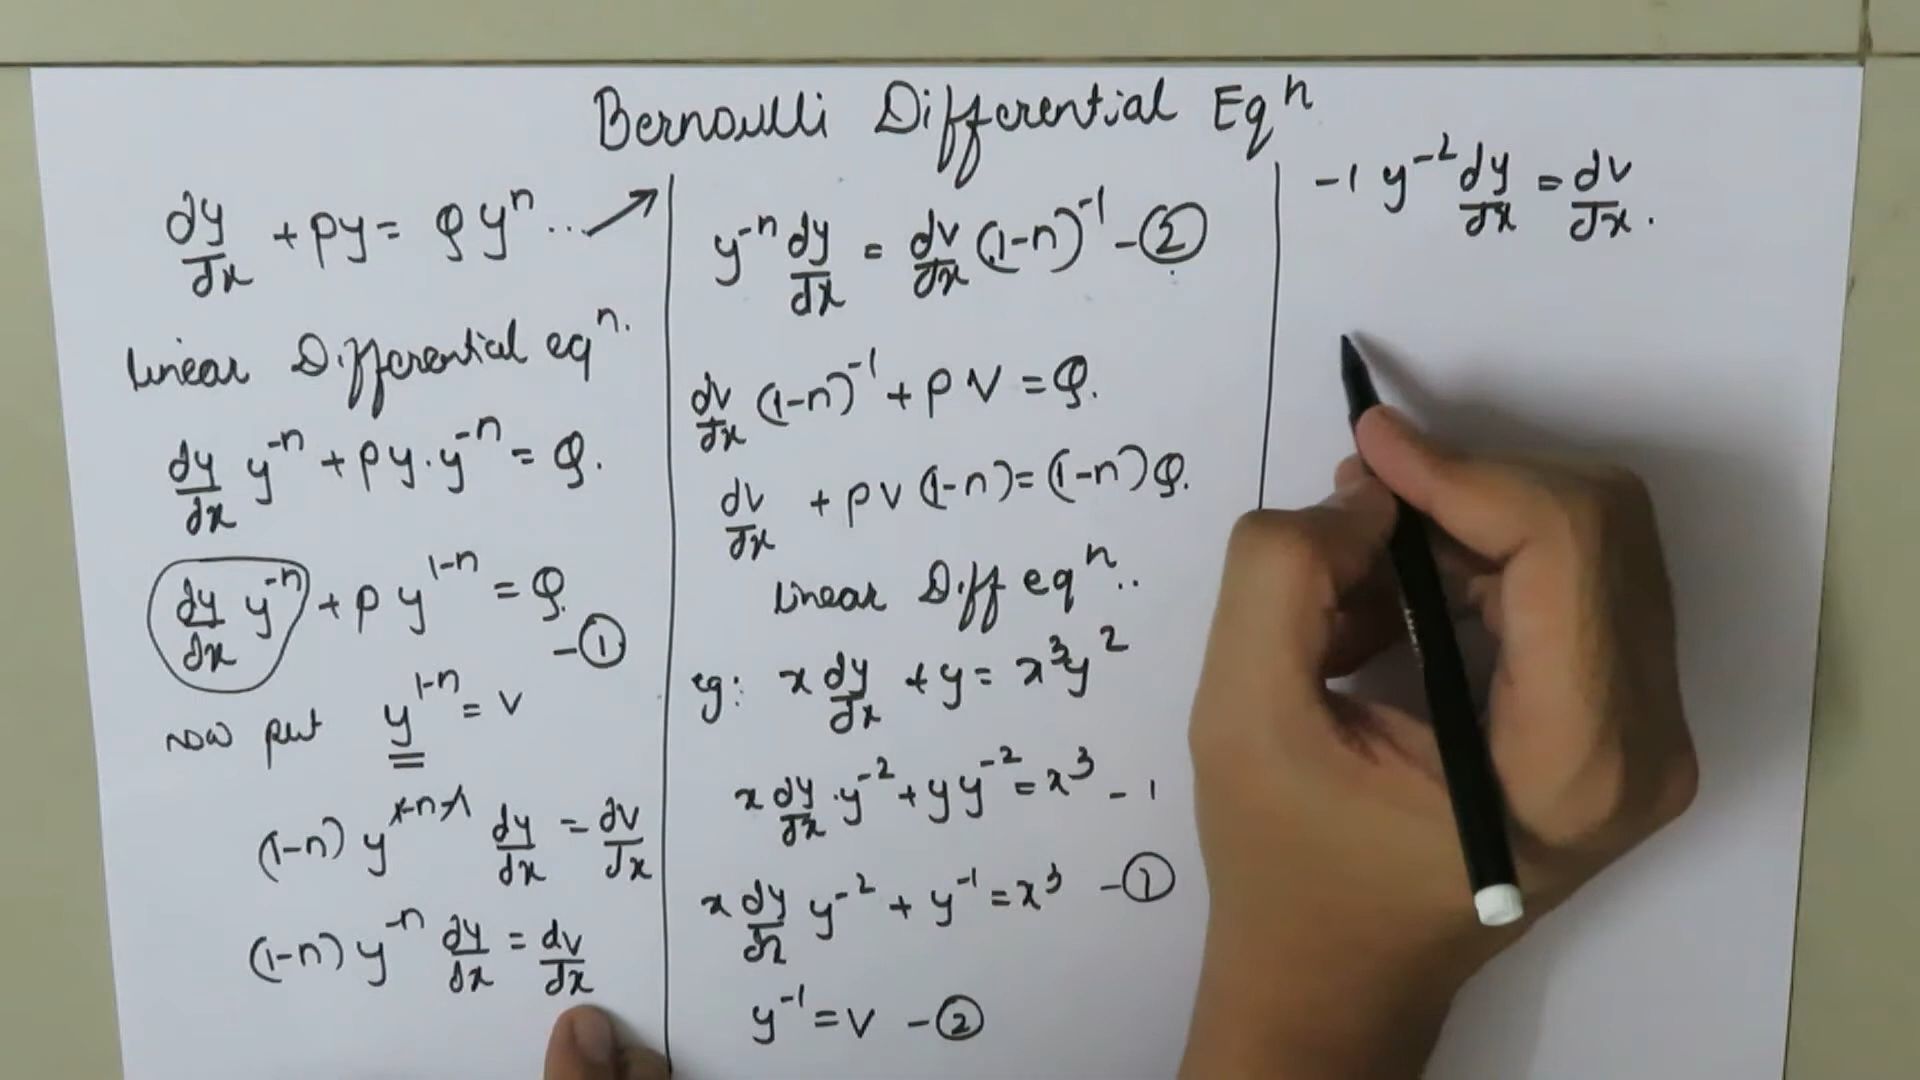 Bernoulli Differential Eqⁿ
dy/dx + Py = Qyⁿ ...
Linear Differential eqⁿ.
dy/dx y⁻ⁿ + Py.y⁻ⁿ = Q.
dy/dx y⁻ⁿ + P y¹⁻ⁿ = Q. -①
now put y¹⁻ⁿ = v
(1-n) y¹⁻ⁿ⁻¹ dy/dx = dv/dx
(1-n) y⁻ⁿ dy/dx = dv/dx
y⁻ⁿ dy/dx = dv/dx (1-n)⁻¹ -②
dv/dx (1-n)⁻¹ + P V = Q.
dv/dx + PV (1-n) = (1-n) Q.
Linear Diff eqⁿ..
eg: x dy/dx + y = x³y²
x dy/dx . y⁻² + y y⁻² = x³ - 1
x dy/dx y⁻² + y⁻¹ = x³ -①
y⁻¹ = v -②
-1 y⁻² dy/dx = dv/dx.